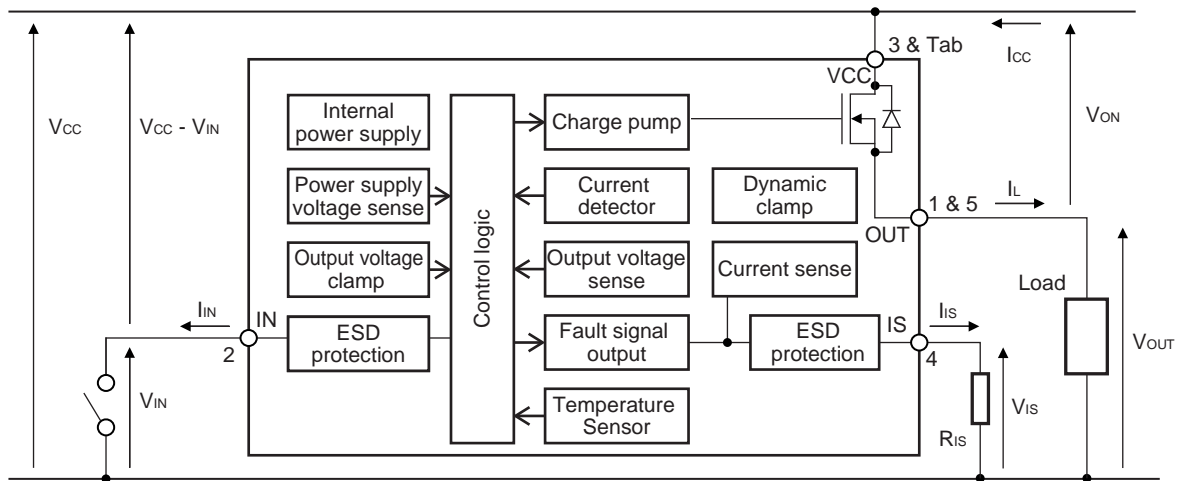 3 & Tab
ICC
VCC
VCC
VCC - VIN
VON
Internal
power supply
Charge pump
Power supply
voltage sense
Current
detector
Dynamic
clamp
IL
1 & 5
OUT
Control logic
Output voltage
clamp
Output voltage
sense
Current sense
Load
IIN
IN
2
ESD
protection
Fault signal
output
ESD
protection
IS
4
IIS
VOUT
VIN
Temperature
Sensor
RIS
VIS